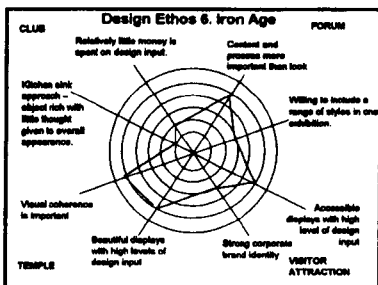 Design Ethos 6. Iron Age
CLUB
FORUM
Relatively little money is
spent on design input.
Content and
process more
important than look
Kitchen sink
approach –
object rich with
little thought
given to overall
appearance.
Willing to include a
range of styles in one
exhibition.
Visual coherence
is important
Accessible
displays with high
level of design
input
Beautiful displays
with high levels of
design input
Strong corporate
brand identity
TEMPLE
VISITOR
ATTRACTION